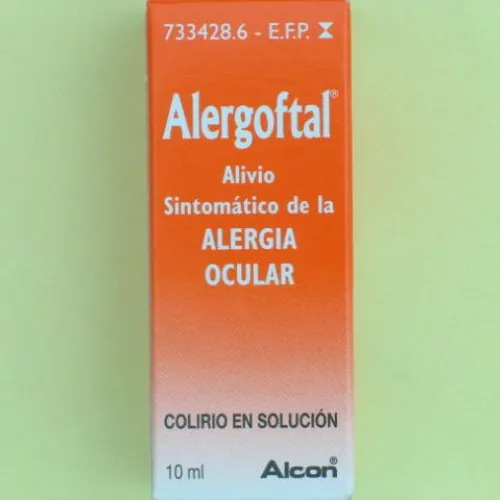 733428.6 - E.F.P.
Alergoftal®
Alivio
Sintomático de la
ALERGIA
OCULAR
COLIRIO EN SOLUCIÓN
10 ml Alcon®